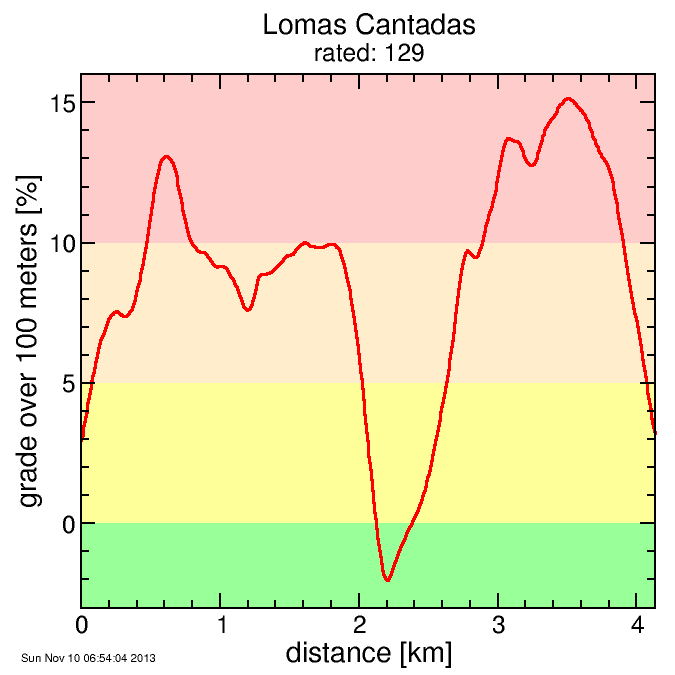 Lomas Cantadas
rated: 129
grade over 100 meters [%]
15
10
5
0
0 1 2 3 4
distance [km]
Sun Nov 10 06:54:04 2013